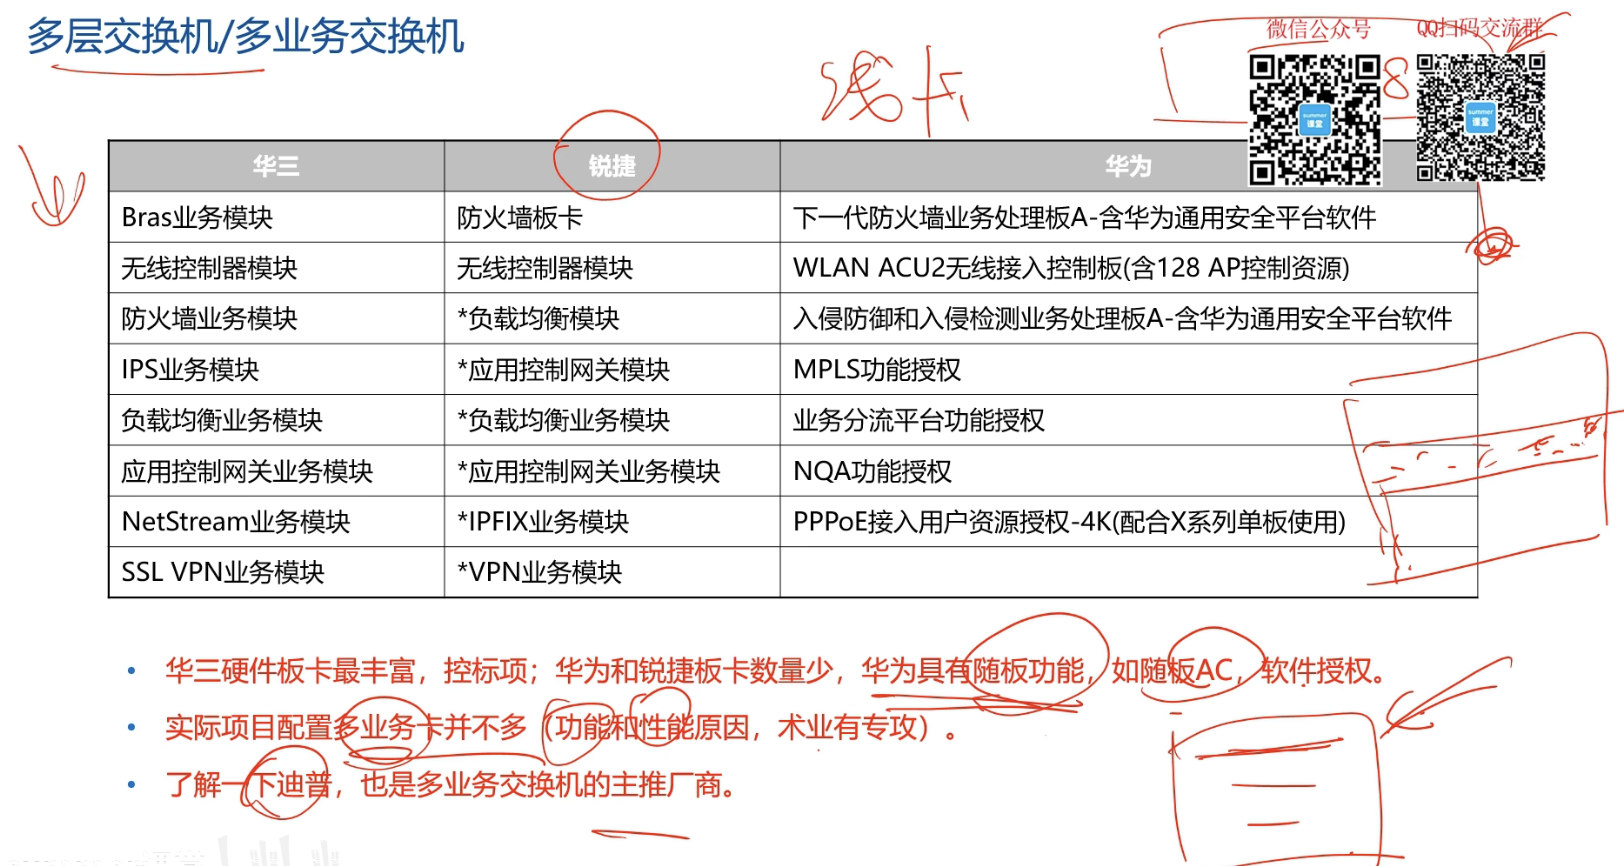 多层交换机/多业务交换机
微信公众号
QQ扫码交流群
线卡
8
summer
课堂
summer
课堂
华三 锐捷 华为
Bras业务模块 防火墙板卡 下一代防火墙业务处理板A-含华为通用安全平台软件
无线控制器模块 无线控制器模块 WLAN ACU2无线接入控制板(含128 AP控制资源)
防火墙业务模块 *负载均衡模块 入侵防御和入侵检测业务处理板A-含华为通用安全平台软件
IPS业务模块 *应用控制网关模块 MPLS功能授权
负载均衡业务模块 *负载均衡业务模块 业务分流平台功能授权
应用控制网关业务模块 *应用控制网关业务模块 NQA功能授权
NetStream业务模块 *IPFIX业务模块 PPPoE接入用户资源授权-4K(配合X系列单板使用)
SSL VPN业务模块 *VPN业务模块
• 华三硬件板卡最丰富，控标项；华为和锐捷板卡数量少，华为具有随板功能，如随板AC，软件授权。
• 实际项目配置多业务卡并不多（功能和性能原因，术业有专攻）。
• 了解一下迪普，也是多业务交换机的主推厂商。